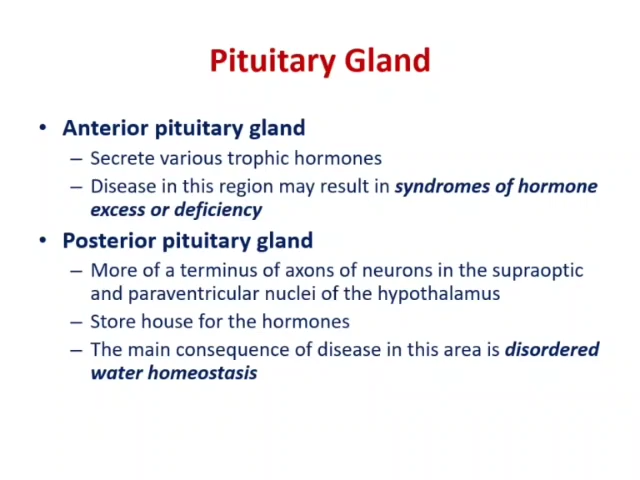 Pituitary Gland
• Anterior pituitary gland
– Secrete various trophic hormones
– Disease in this region may result in syndromes of hormone
excess or deficiency
• Posterior pituitary gland
– More of a terminus of axons of neurons in the supraoptic
and paraventricular nuclei of the hypothalamus
– Store house for the hormones
– The main consequence of disease in this area is disordered
water homeostasis